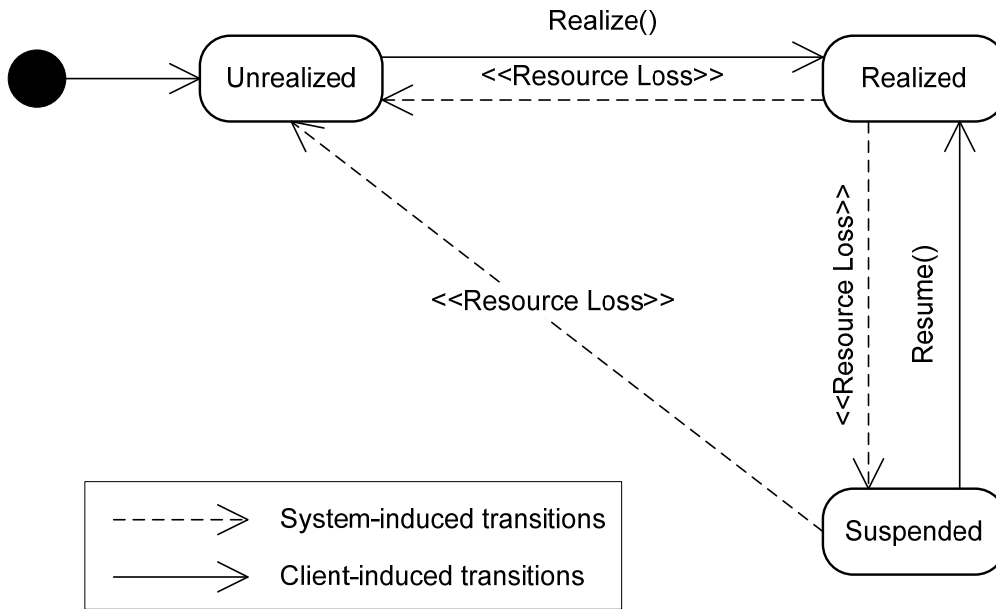 Realize()
Unrealized
<<Resource Loss>>
Realized
<<Resource Loss>>
Resume()
<<Resource Loss>>
Suspended
System-induced transitions
Client-induced transitions